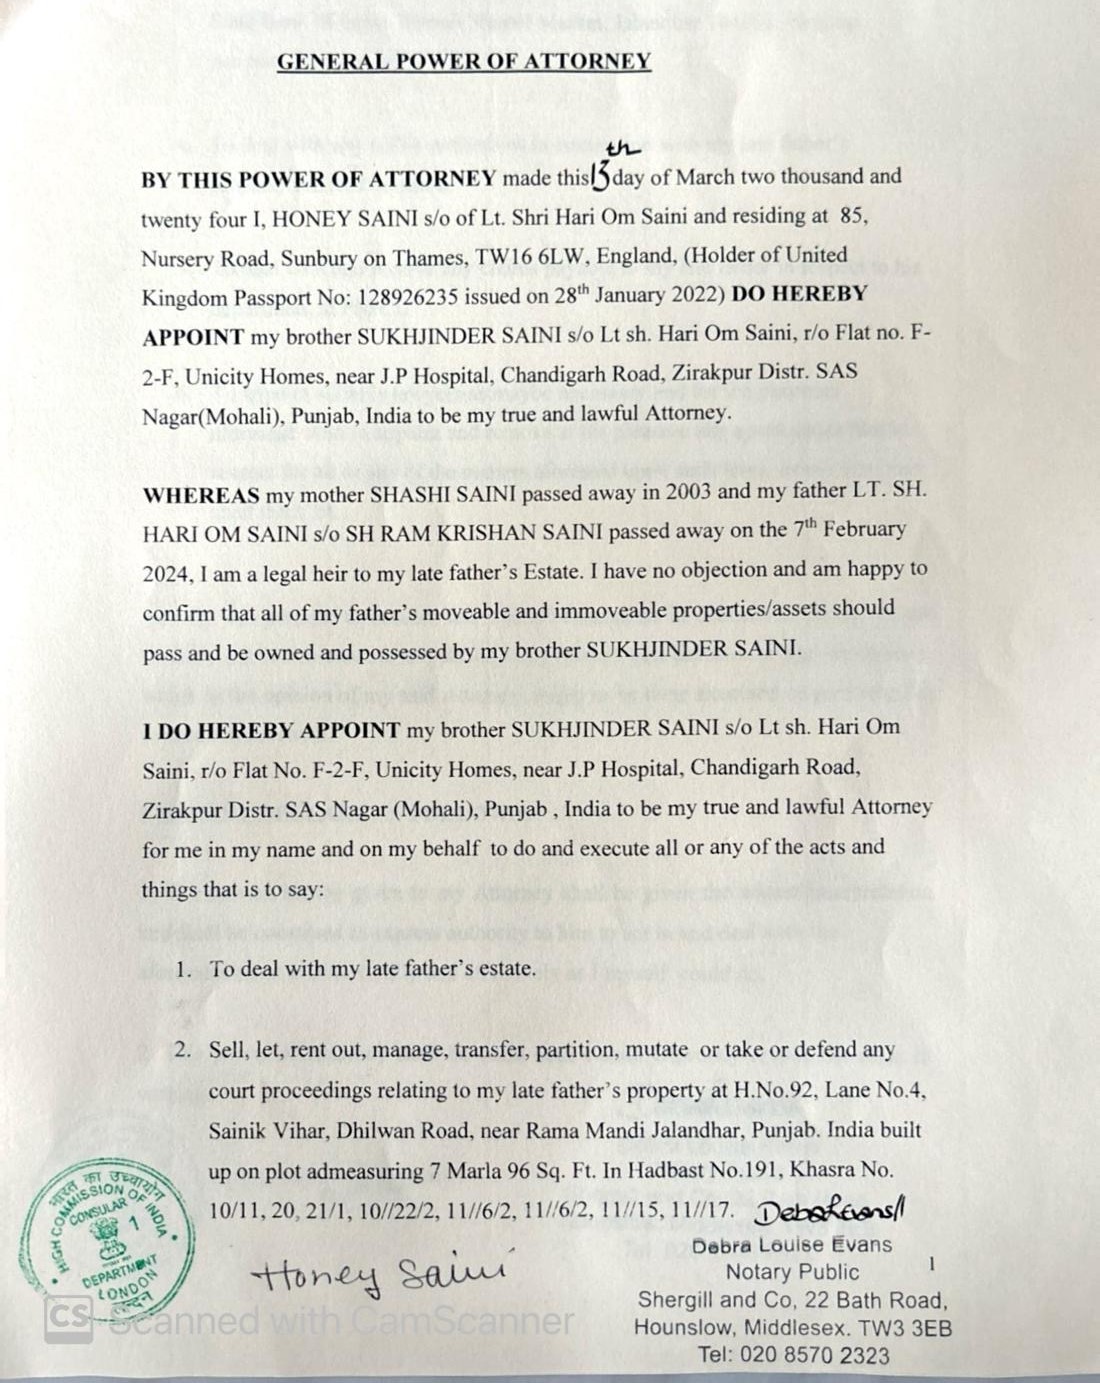 GENERAL POWER OF ATTORNEY
BY THIS POWER OF ATTORNEY made this 13th day of March two thousand and
twenty four I, HONEY SAINI s/o of Lt. Shri Hari Om Saini and residing at 85,
Nursery Road, Sunbury on Thames, TW16 6LW, England, (Holder of United
Kingdom Passport No: 128926235 issued on 28th January 2022) DO HEREBY
APPOINT my brother SUKHJINDER SAINI s/o Lt sh. Hari Om Saini, r/o Flat no. F-
2-F, Unicity Homes, near J.P Hospital, Chandigarh Road, Zirakpur Distr. SAS
Nagar(Mohali), Punjab, India to be my true and lawful Attorney.
WHEREAS my mother SHASHI SAINI passed away in 2003 and my father LT. SH.
HARI OM SAINI s/o SH RAM KRISHAN SAINI passed away on the 7th February
2024, I am a legal heir to my late father's Estate. I have no objection and am happy to
confirm that all of my father's moveable and immoveable properties/assets should
pass and be owned and possessed by my brother SUKHJINDER SAINI.
I DO HEREBY APPOINT my brother SUKHJINDER SAINI s/o Lt sh. Hari Om
Saini, r/o Flat No. F-2-F, Unicity Homes, near J.P Hospital, Chandigarh Road,
Zirakpur Distr. SAS Nagar (Mohali), Punjab , India to be my true and lawful Attorney
for me in my name and on my behalf to do and execute all or any of the acts and
things that is to say:
1. To deal with my late father's estate.
2. Sell, let, rent out, manage, transfer, partition, mutate or take or defend any
court proceedings relating to my late father's property at H.No.92, Lane No.4,
Sainik Vihar, Dhilwan Road, near Rama Mandi Jalandhar, Punjab. India built
up on plot admeasuring 7 Marla 96 Sq. Ft. In Hadbast No.191, Khasra No.
10/11, 20, 21/1, 10//22/2, 11//6/2, 11//6/2, 11//15, 11//17.
भारत का उच्चायोग
HIGH COMMISSION OF INDIA
CONSULAR
1
DEPARTMENT
LONDON
लन्दन
Honey Saini
Debra Louise Evans
Notary Public
1
Shergill and Co, 22 Bath Road,
Hounslow, Middlesex. TW3 3EB
Tel: 020 8570 2323
CS Scanned with CamScanner